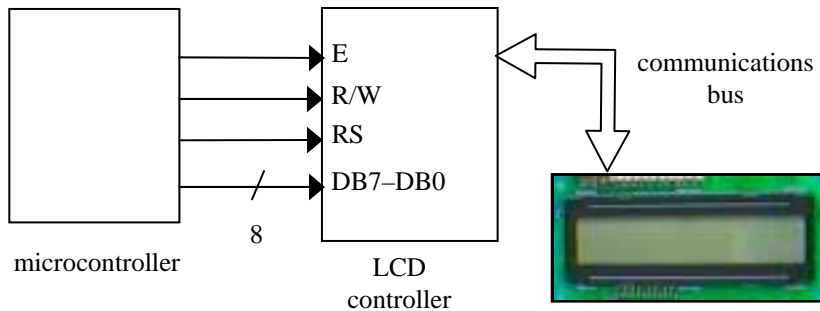 E
R/W
RS
DB7–DB0
8
microcontroller
LCD
controller
communications
bus